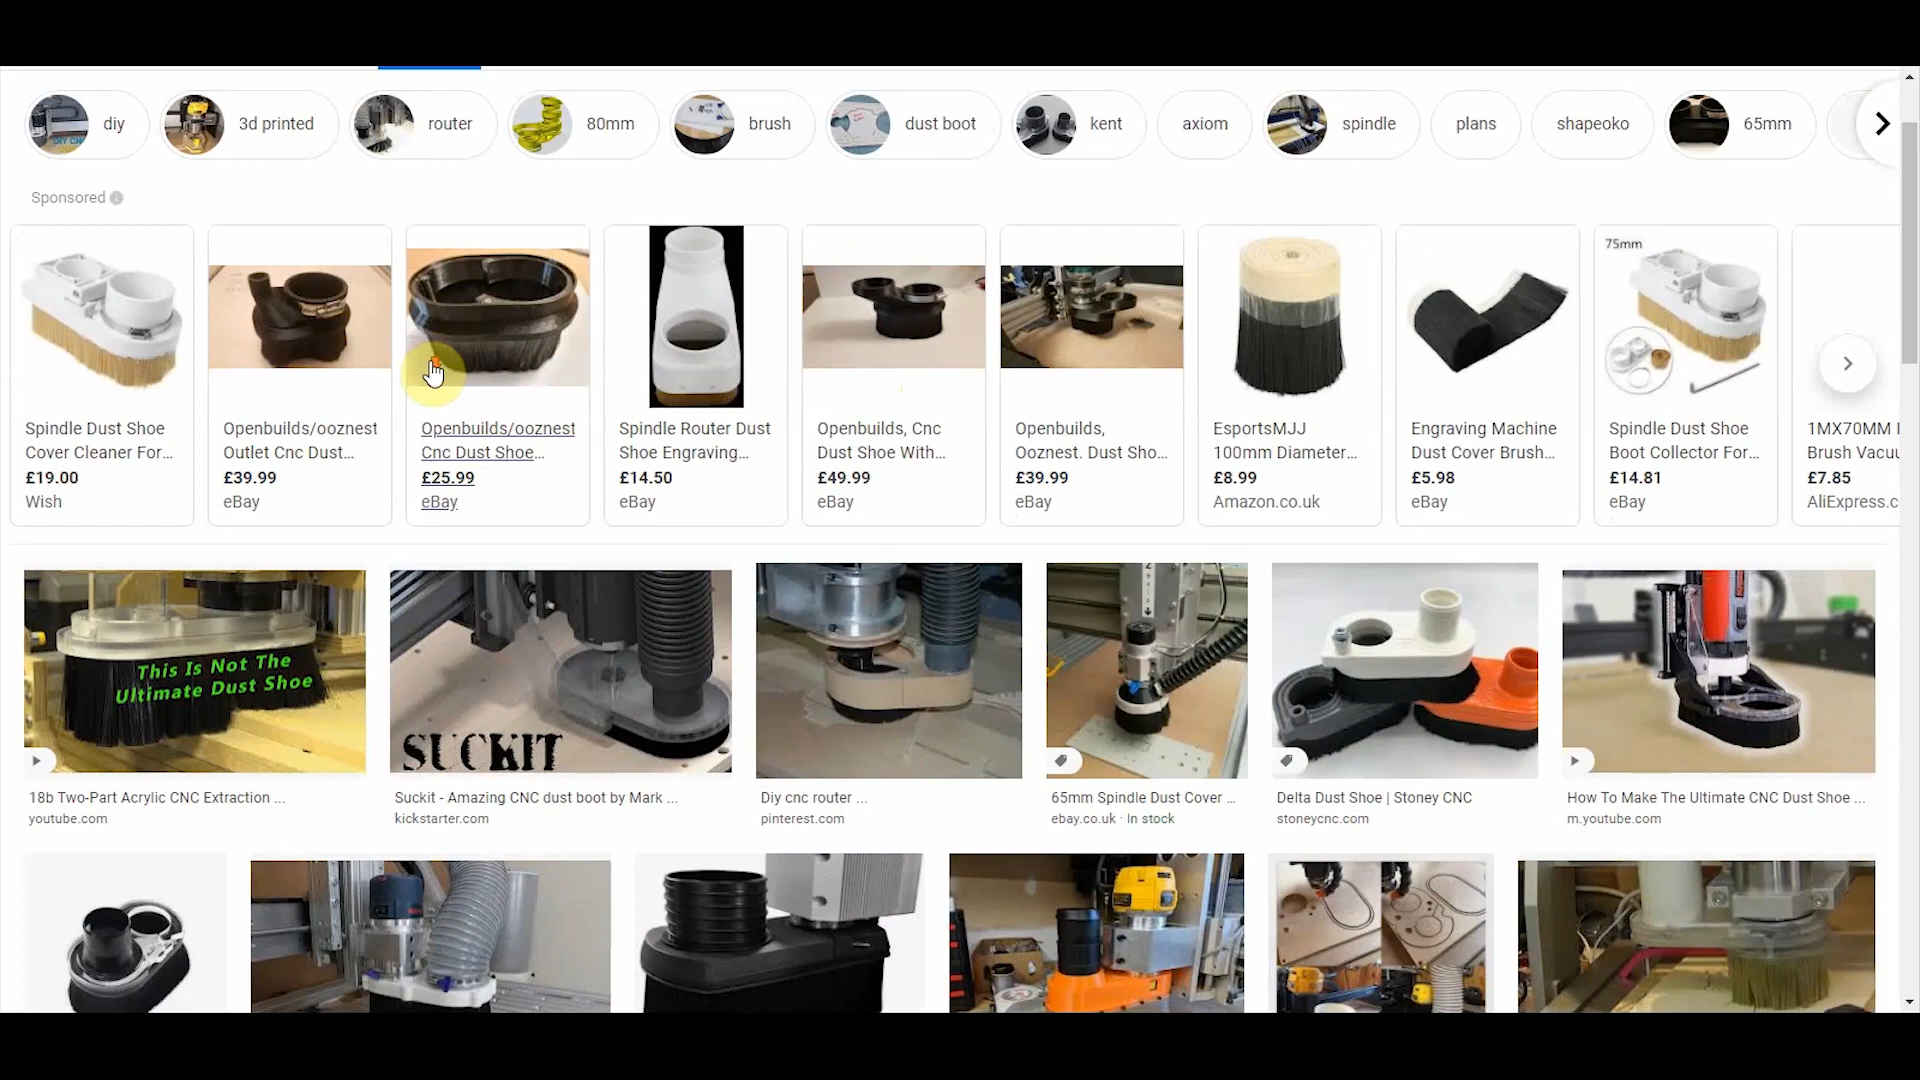 diy
3d printed
router
80mm
brush
dust boot
kent
axiom
spindle
plans
shapeoko
65mm
Sponsored
75mm
Spindle Dust Shoe
Cover Cleaner For...
£19.00
Wish
Openbuilds/ooznest
Outlet Cnc Dust...
£39.99
eBay
Openbuilds/ooznest
Cnc Dust Shoe...
£25.99
eBay
Spindle Router Dust
Shoe Engraving...
£14.50
eBay
Openbuilds, Cnc
Dust Shoe With...
£49.99
eBay
Openbuilds,
Ooznest. Dust Sho...
£39.99
eBay
EsportsMJJ
100mm Diameter...
£8.99
Amazon.co.uk
Engraving Machine
Dust Cover Brush...
£5.98
eBay
Spindle Dust Shoe
Boot Collector For...
£14.81
eBay
1MX70MM
Brush Vacuu
£7.85
AliExpress.c
This Is Not The
Ultimate Dust Shoe
SUCKIT
18b Two-Part Acrylic CNC Extraction ...
youtube.com
Suckit - Amazing CNC dust boot by Mark ...
kickstarter.com
Diy cnc router ...
pinterest.com
65mm Spindle Dust Cover ...
ebay.co.uk · In stock
Delta Dust Shoe | Stoney CNC
stoneycnc.com
How To Make The Ultimate CNC Dust Shoe ...
m.youtube.com